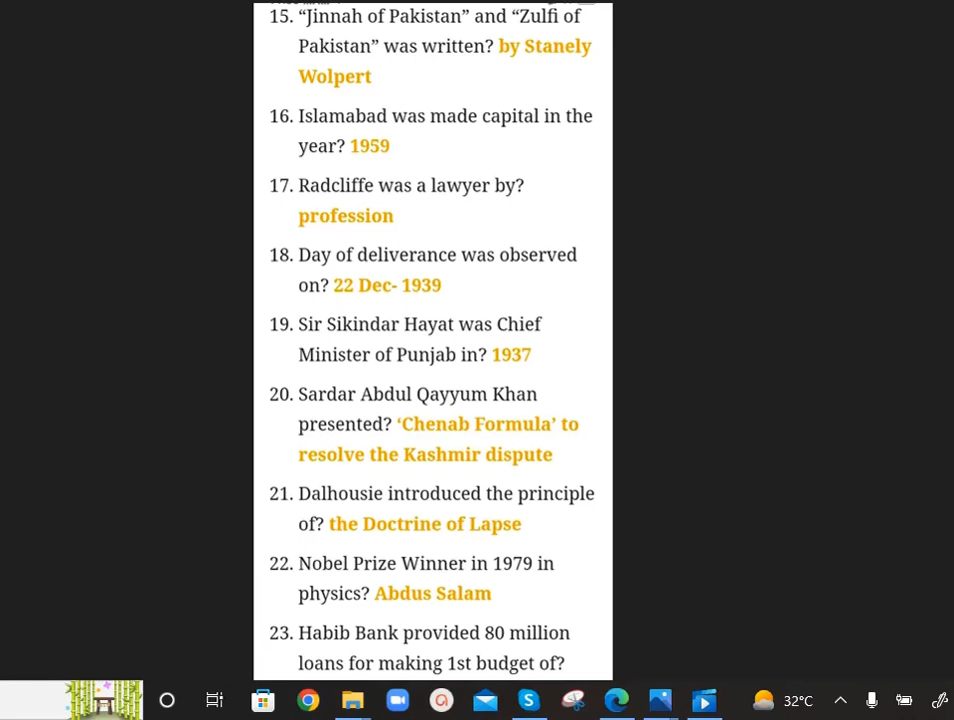 15. “Jinnah of Pakistan” and “Zulfi of
Pakistan” was written? by Stanely
Wolpert
16. Islamabad was made capital in the
year? 1959
17. Radcliffe was a lawyer by?
profession
18. Day of deliverance was observed
on? 22 Dec- 1939
19. Sir Sikindar Hayat was Chief
Minister of Punjab in? 1937
20. Sardar Abdul Qayyum Khan
presented? ‘Chenab Formula’ to
resolve the Kashmir dispute
21. Dalhousie introduced the principle
of? the Doctrine of Lapse
22. Nobel Prize Winner in 1979 in
physics? Abdus Salam
23. Habib Bank provided 80 million
loans for making 1st budget of?
32°C